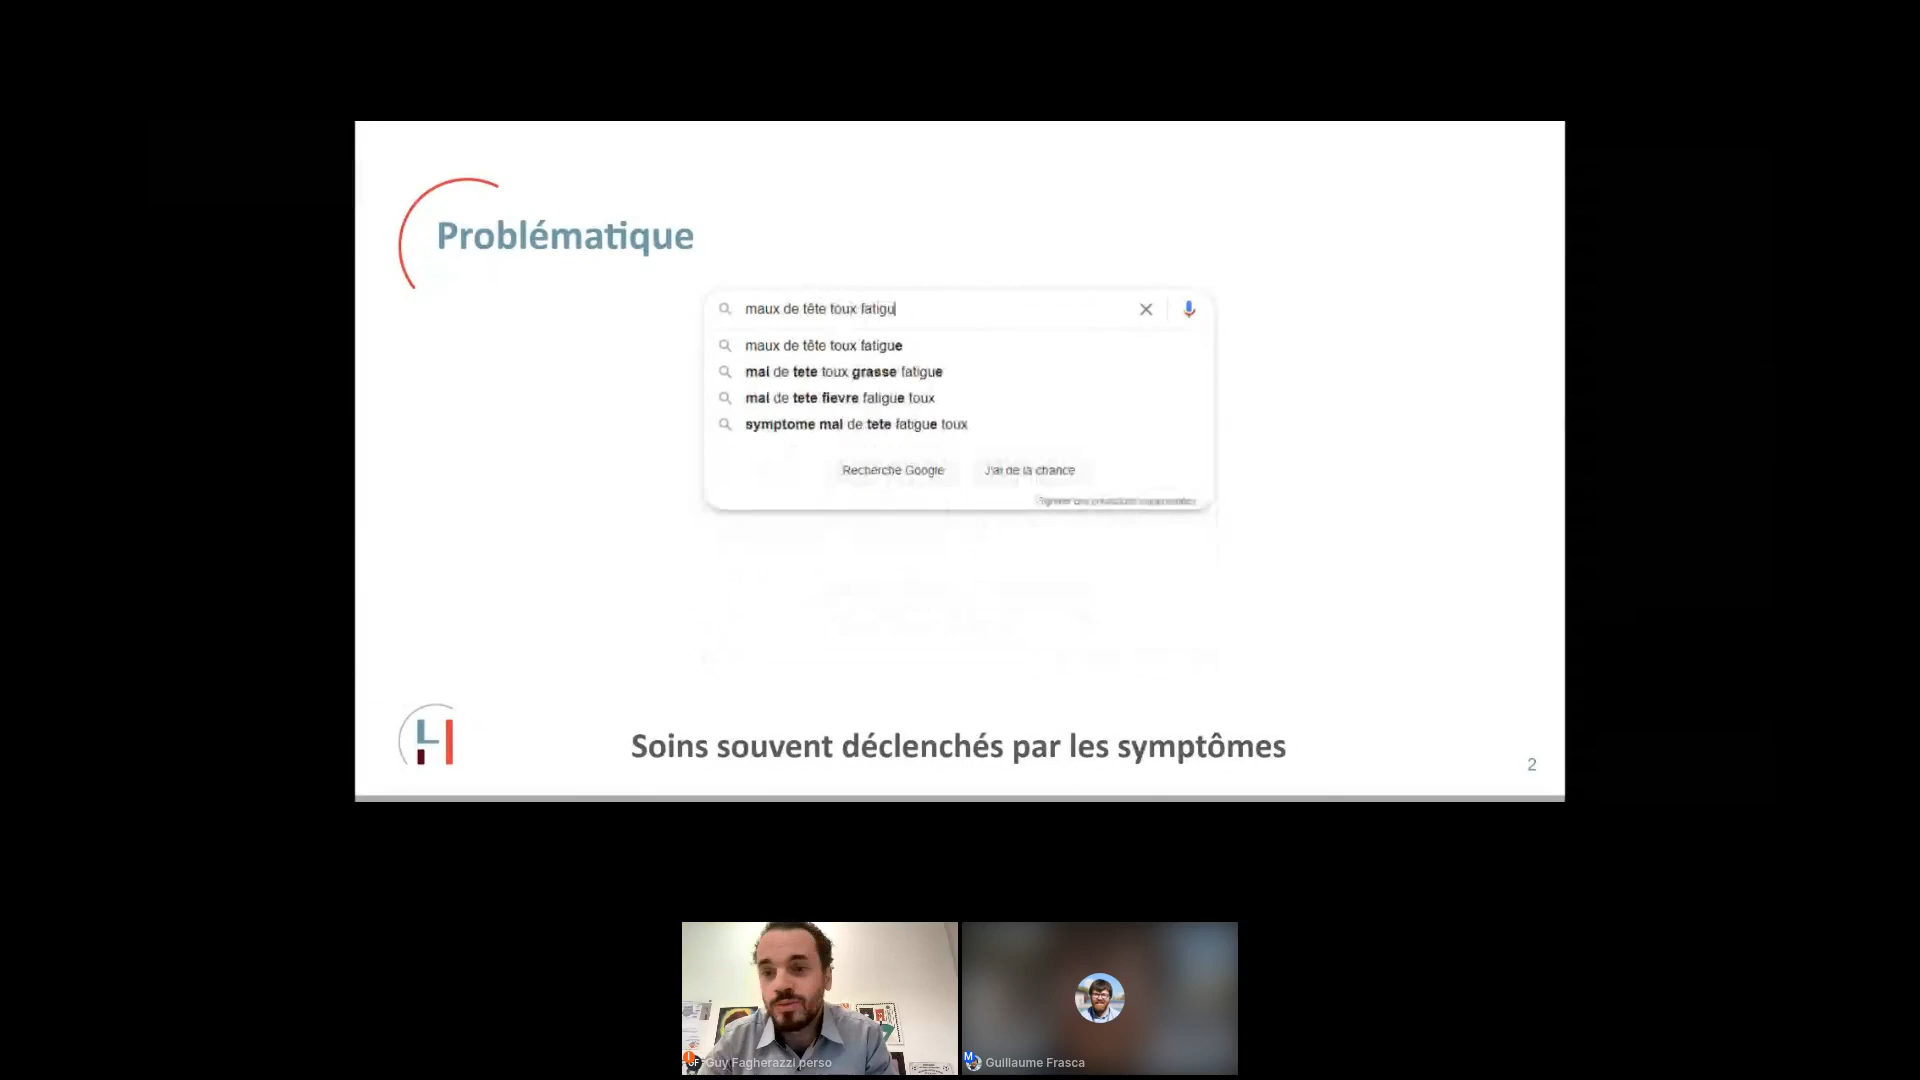 Problématique
maux de tête toux fatigu
maux de tête toux fatigue
mal de tete toux grasse fatigue
mal de tete fievre fatigue toux
symptome mal de tete fatigue toux
Recherche Google J'ai de la chance
LIH
Soins souvent déclenchés par les symptômes
2
GF Guy Fagherazzi perso
M Guillaume Frasca